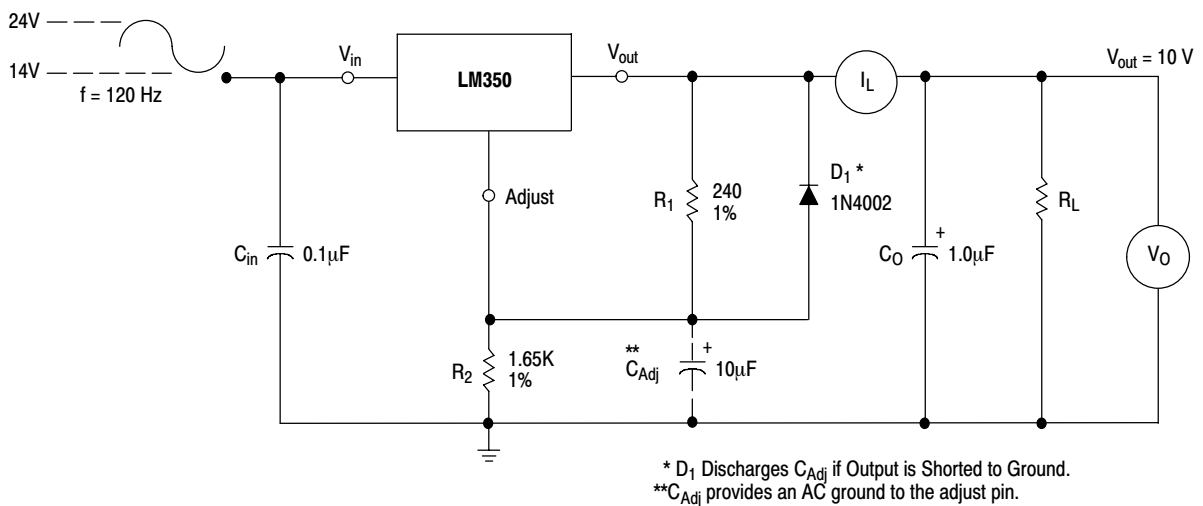 24V
14V
f = 120 Hz
Vin
LM350
Vout
IL
Vout = 10 V
Adjust
Cin
0.1µF
R1
240
1%
D1 *
1N4002
CO
+
1.0µF
RL
VO
R2
1.65K
1%
**
CAdj
+
10µF
* D1 Discharges CAdj if Output is Shorted to Ground.
**CAdj provides an AC ground to the adjust pin.